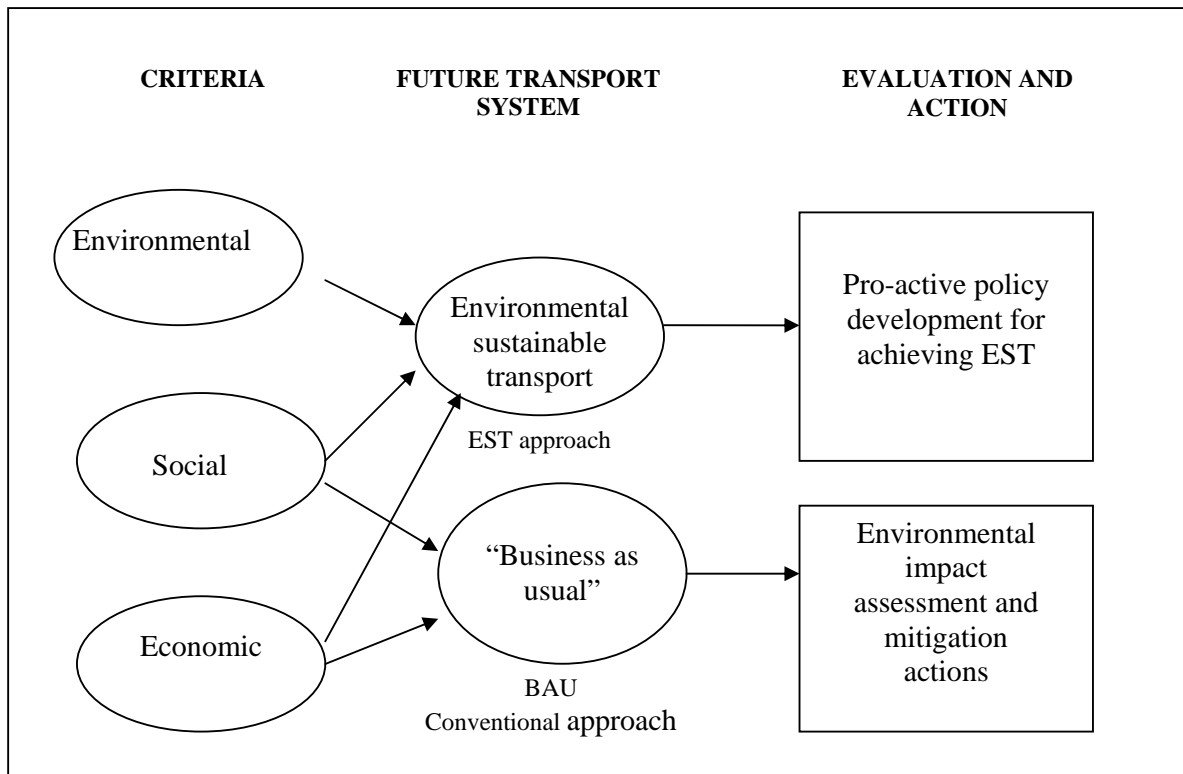 CRITERIA
FUTURE TRANSPORT
SYSTEM
EVALUATION AND
ACTION
Environmental
Social
Economic
Environmental
sustainable
transport
EST approach
“Business as
usual”
BAU
Conventional approach
Pro-active policy
development for
achieving EST
Environmental
impact
assessment and
mitigation
actions